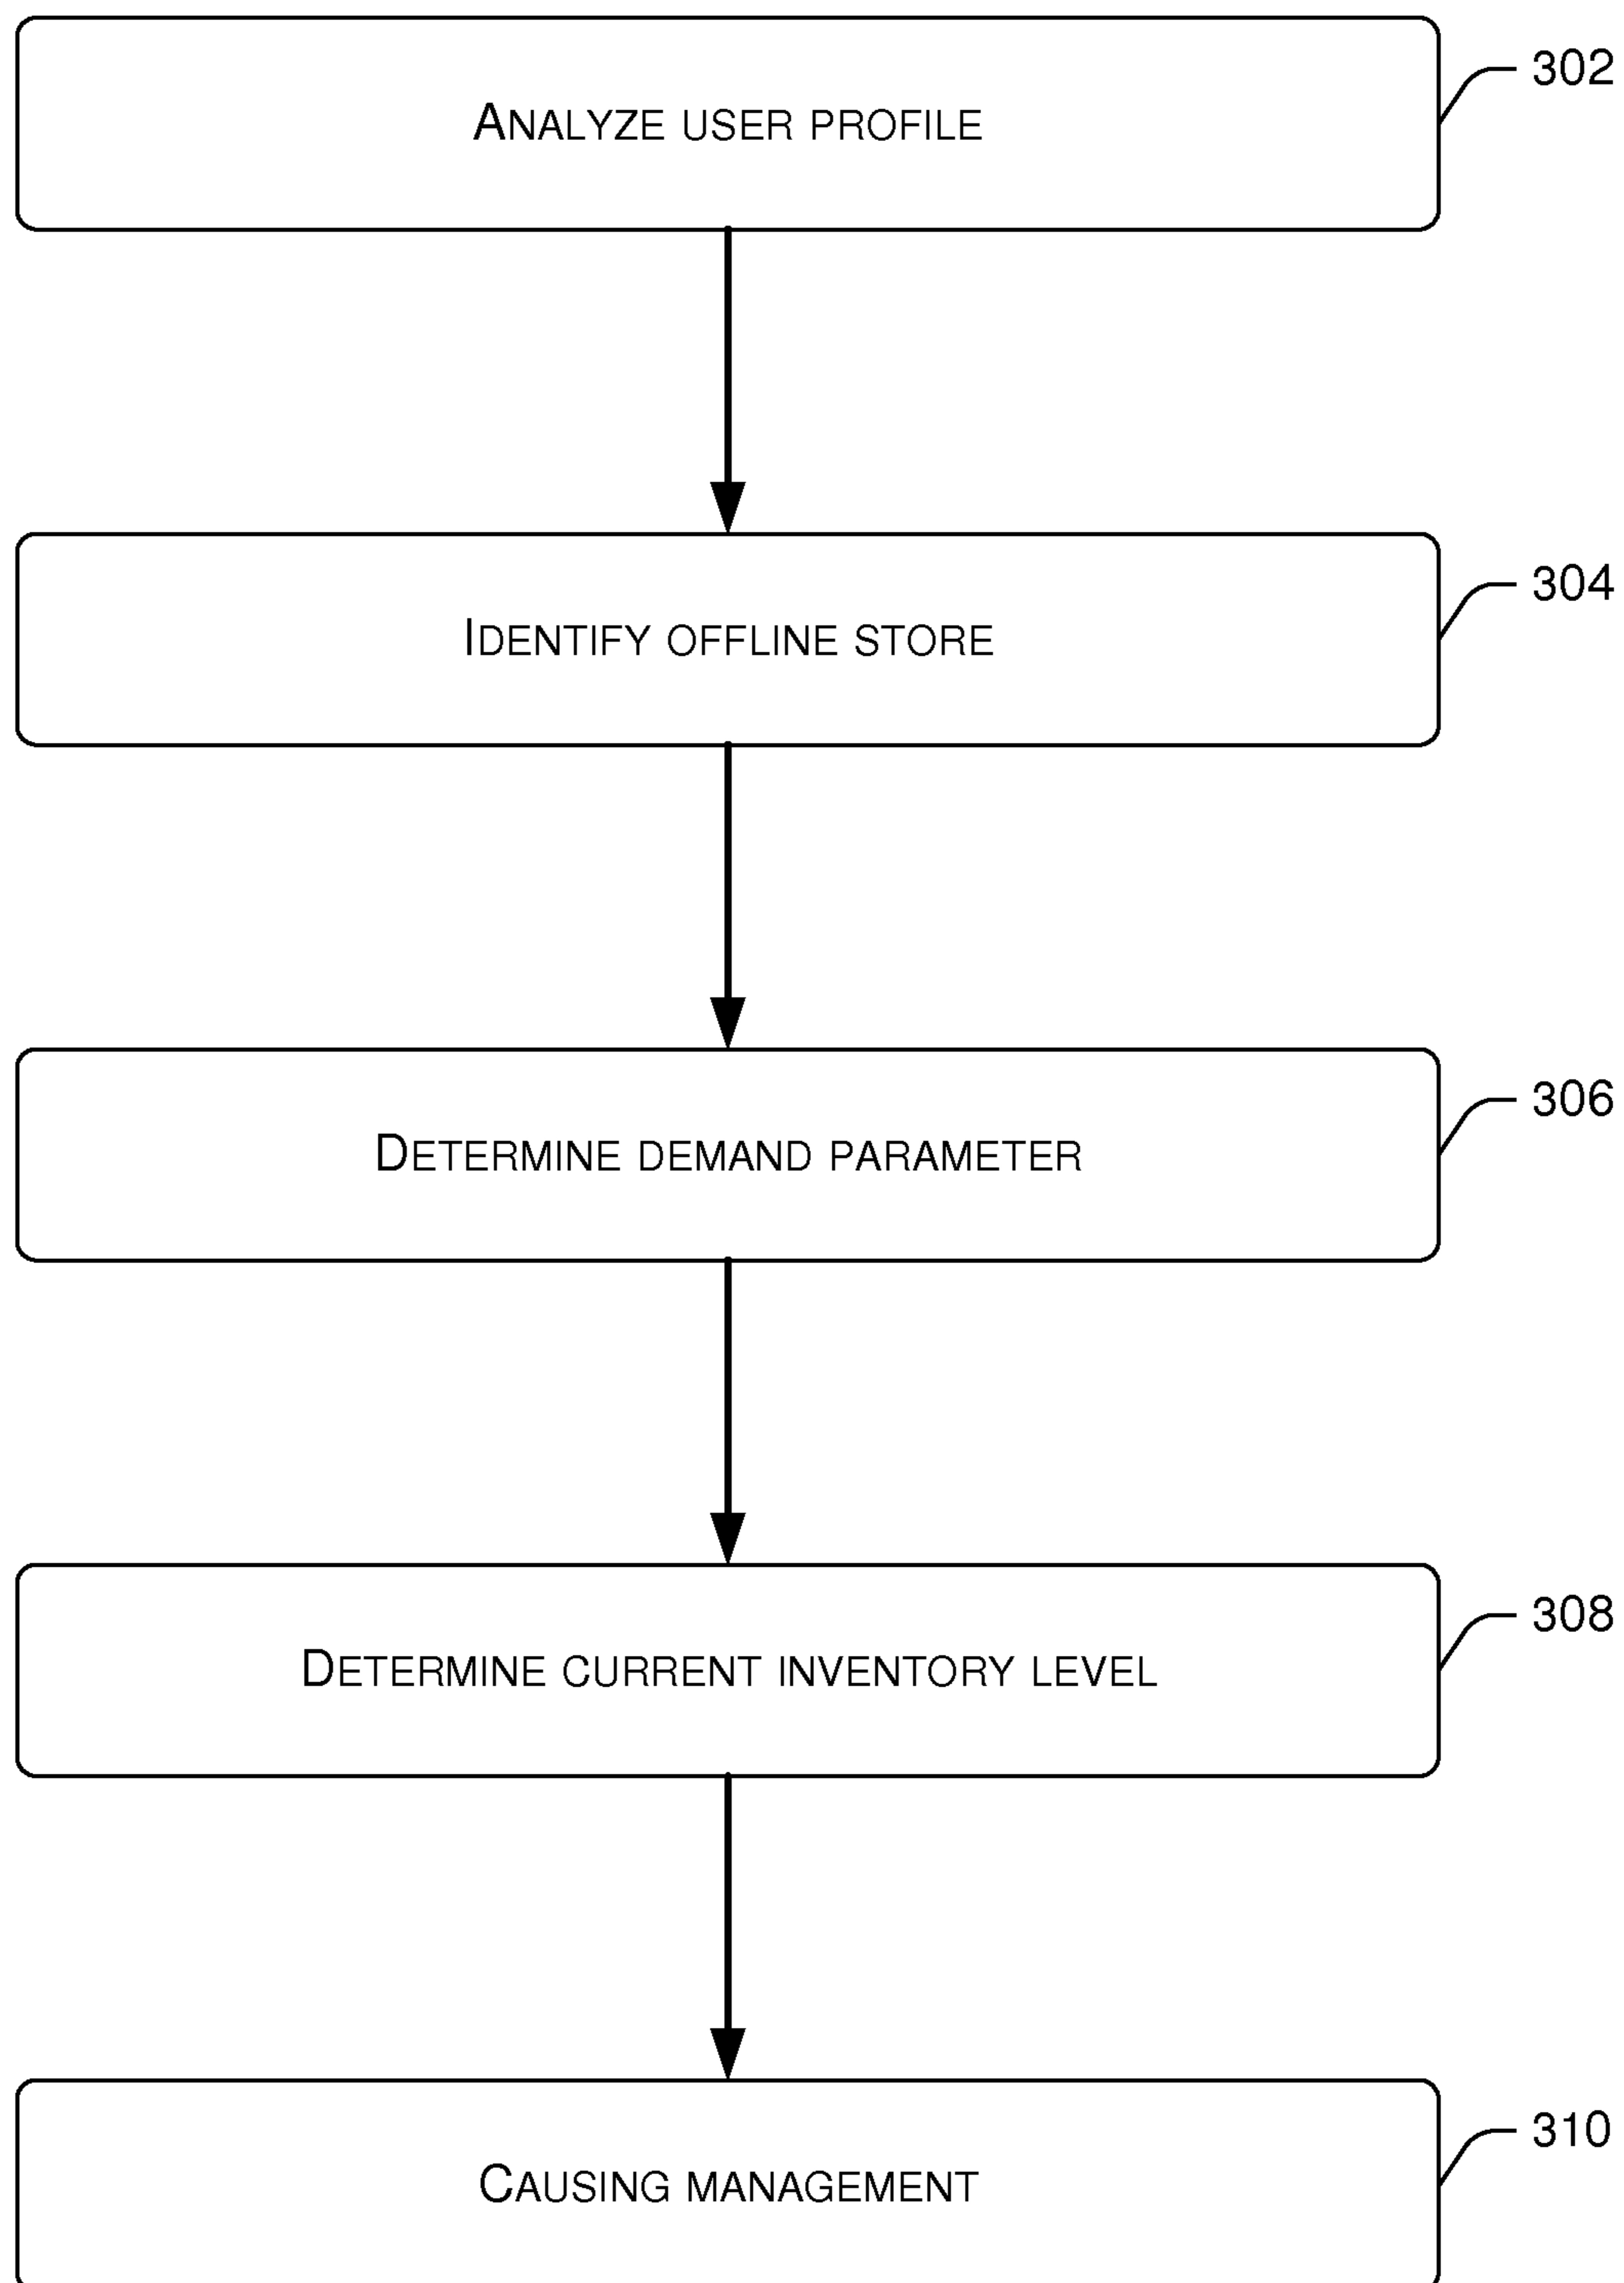 ANALYZE USER PROFILE
302
IDENTIFY OFFLINE STORE
304
DETERMINE DEMAND PARAMETER
306
DETERMINE CURRENT INVENTORY LEVEL
308
CAUSING MANAGEMENT
310